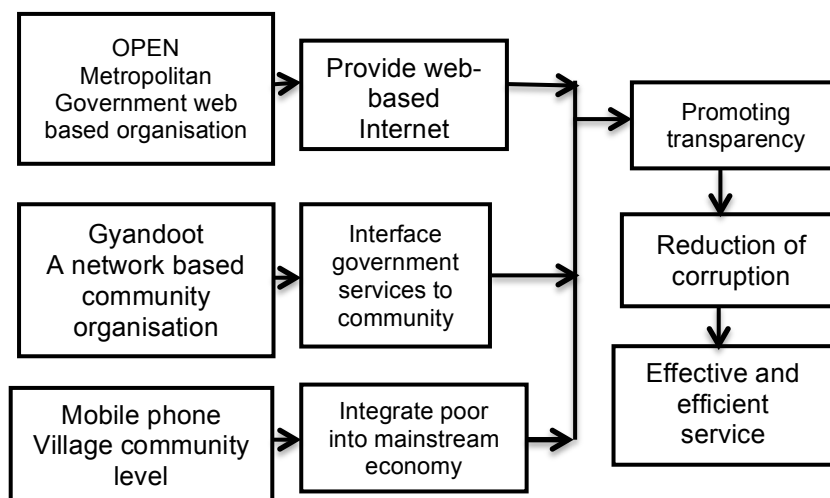 OPEN
Metropolitan
Government web
based organisation
Provide web-
based
Internet
Promoting
transparency
Gyandoot
A network based
community
organisation
Interface
government
services to
community
Reduction of
corruption
Mobile phone
Village community
level
Integrate poor
into mainstream
economy
Effective and
efficient
service